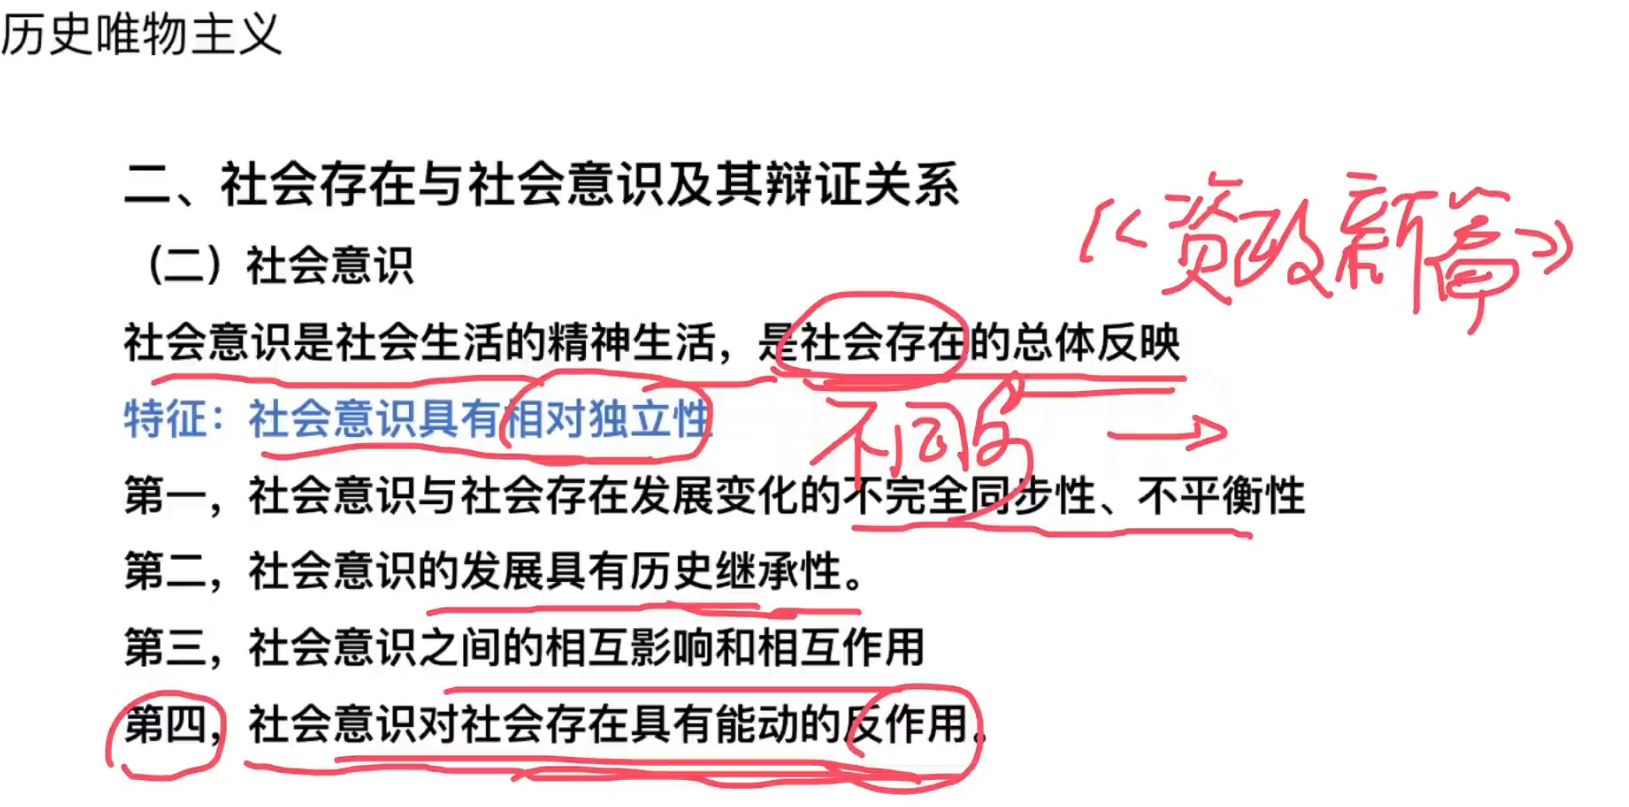 历史唯物主义
二、社会存在与社会意识及其辩证关系
《资政新篇》
（二）社会意识
社会意识是社会生活的精神生活，是社会存在的总体反映
特征：社会意识具有相对独立性
不同步
第一，社会意识与社会存在发展变化的不完全同步性、不平衡性
第二，社会意识的发展具有历史继承性。
第三，社会意识之间的相互影响和相互作用
第四，社会意识对社会存在具有能动的反作用。